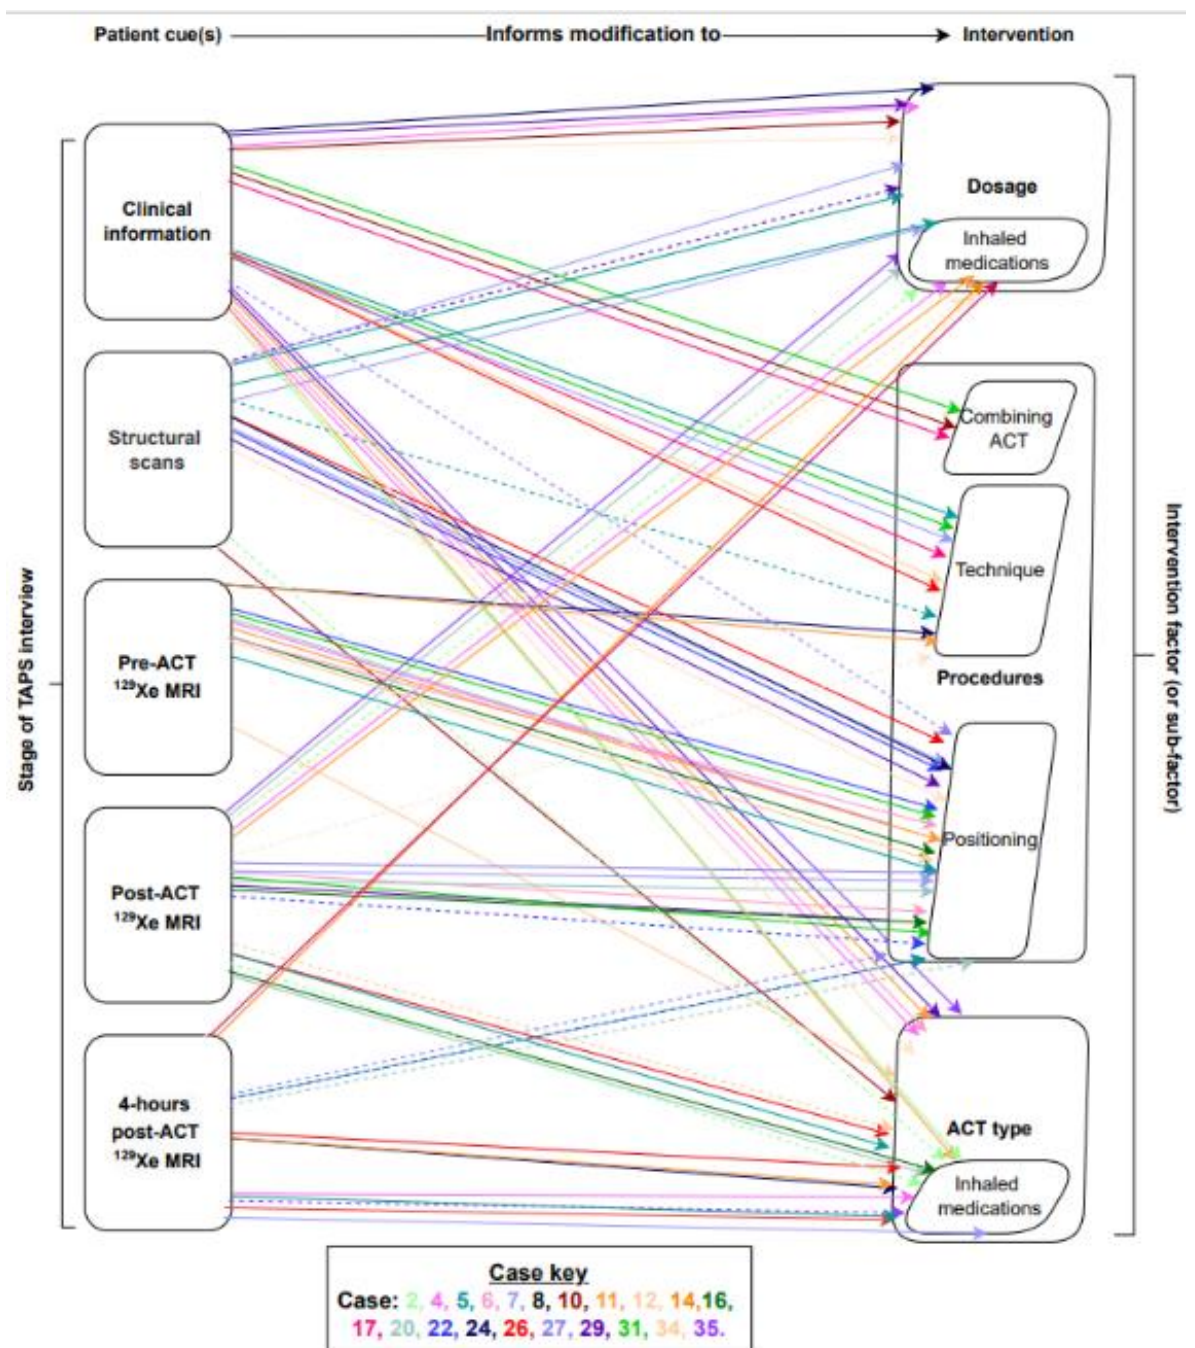 Patient cue(s)
Informs modification to
Intervention
Stage of TAPS interview
Clinical
information
Structural
scans
Pre-ACT
¹²⁹Xe MRI
Post-ACT
¹²⁹Xe MRI
4-hours
post-ACT
¹²⁹Xe MRI
Dosage
Inhaled
medications
Combining
ACT
Technique
Procedures
Positioning
ACT type
Inhaled
medications
Intervention factor (or sub-factor)
Case key
Case: 2, 4, 5, 6, 7, 8, 10, 11, 12, 14,16,
17, 20, 22, 24, 26, 27, 29, 31, 34, 35.